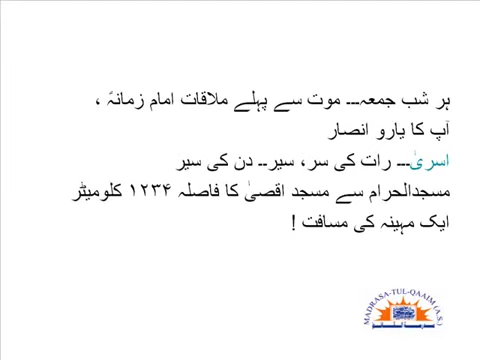 ہر شب جمعہ۔۔۔ موت سے پہلے ملاقات امام زمانہؑ ،
آپ کا یارو انصار
اسریٰ۔۔۔ رات کی سر، سیر۔۔ دن کی سیر
مسجدالحرام سے مسجد اقصیٰ کا فاصلہ ۱۲۳۴ کلومیٹر
ایک مہینہ کی مسافت !
MADRASA-TUL-QAAIM (A.S.)